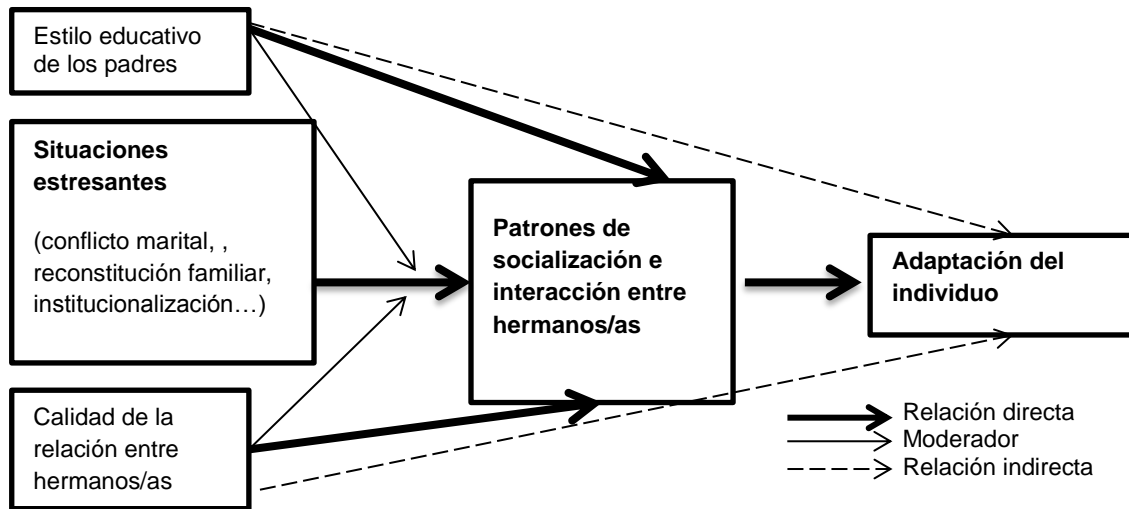 Estilo educativo
de los padres
Situaciones
estresantes
(conflicto marital, ,
reconstitución familiar,
institucionalización…)
Calidad de la
relación entre
hermanos/as
Patrones de
socialización e
interacción entre
hermanos/as
Adaptación del
individuo
Relación directa
Moderador
Relación indirecta